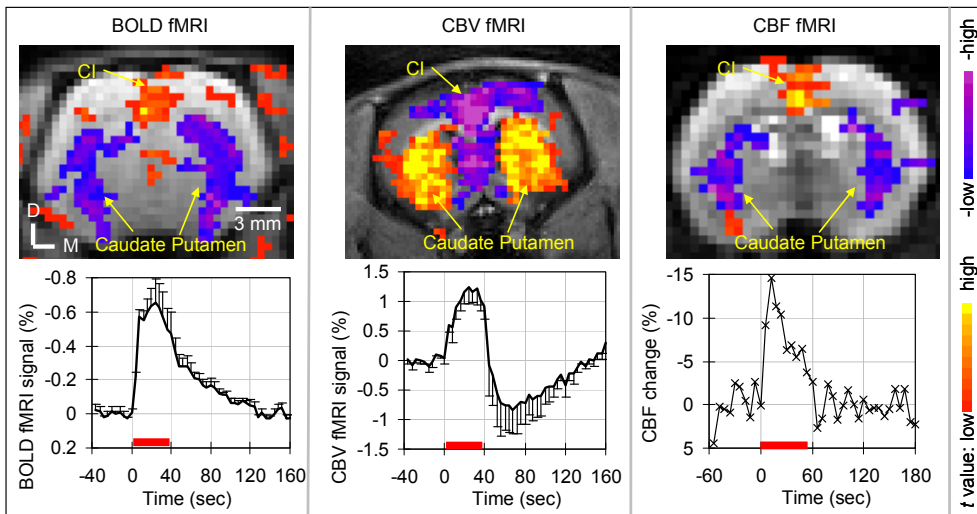 BOLD fMRI
CI
D
M
3 mm
Caudate Putamen
BOLD fMRI signal (%)
-0.8
-0.6
-0.4
-0.2
0
0.2
-40 0 40 80 120 160
Time (sec)
CBV fMRI
CI
Caudate Putamen
CBV fMRI signal (%)
1.5
1
0.5
0
-0.5
-1
-1.5
-40 0 40 80 120 160
Time (sec)
CBF fMRI
CI
Caudate Putamen
CBF change (%)
-15
-10
-5
0
5
-60 0 60 120 180
Time (sec)
t value: low high
-low -high